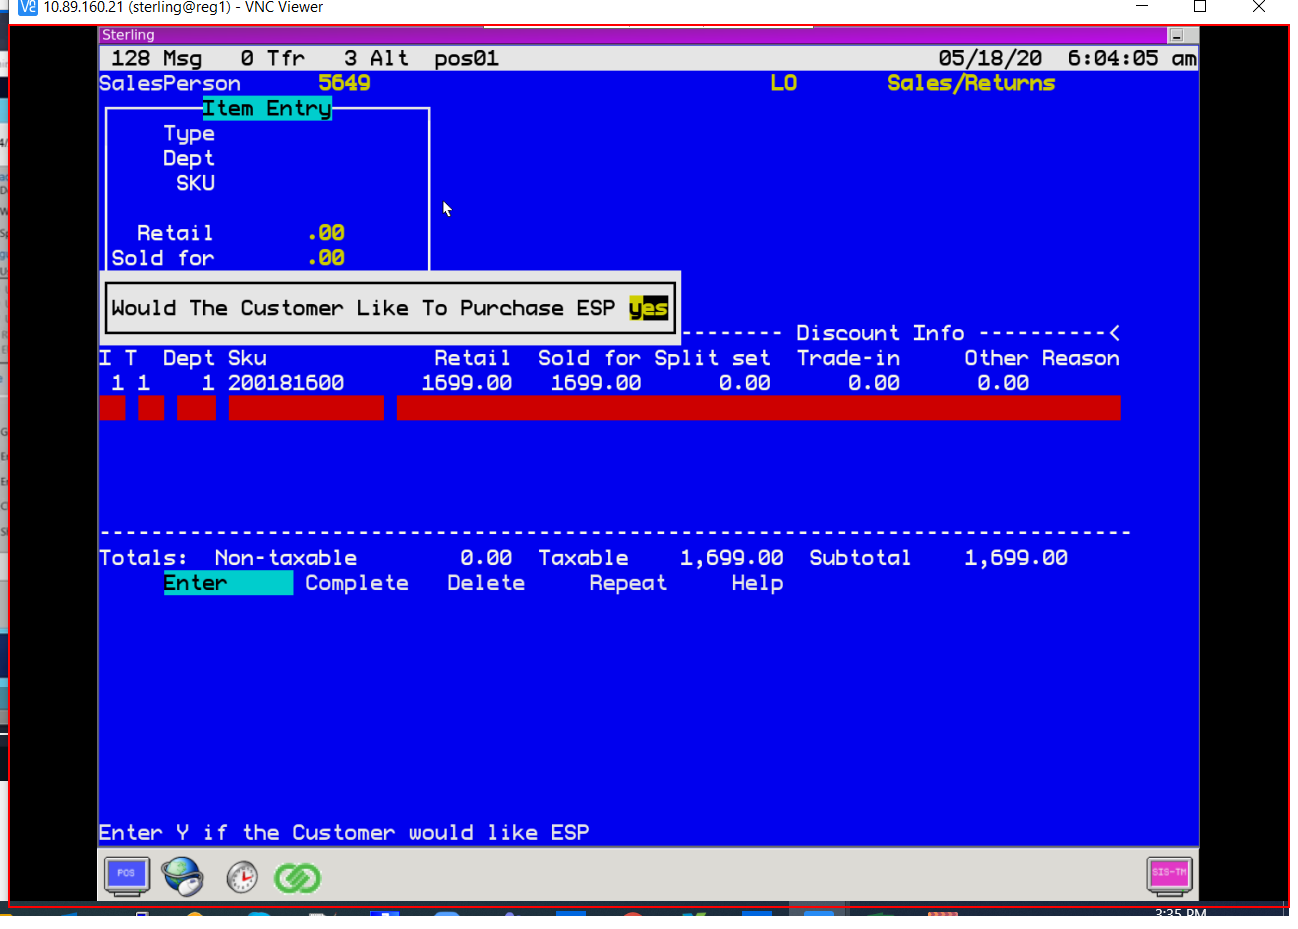 10.89.160.21 (sterling@reg1) - VNC Viewer
Sterling
128 Msg 0 Tfr 3 Alt pos01 05/18/20 6:04:05 am
SalesPerson 5649 LO Sales/Returns
Item Entry
Type
Dept
SKU
Retail .00
Sold for .00
Would The Customer Like To Purchase ESP yes
-------- Discount Info ----------<
I T Dept Sku Retail Sold for Split set Trade-in Other Reason
1 1 1 200181600 1699.00 1699.00 0.00 0.00 0.00
--------------------------------------------------------------------------------
Totals: Non-taxable 0.00 Taxable 1,699.00 Subtotal 1,699.00
Enter Complete Delete Repeat Help
Enter Y if the Customer would like ESP
POS
SIS-TM
3:35 PM